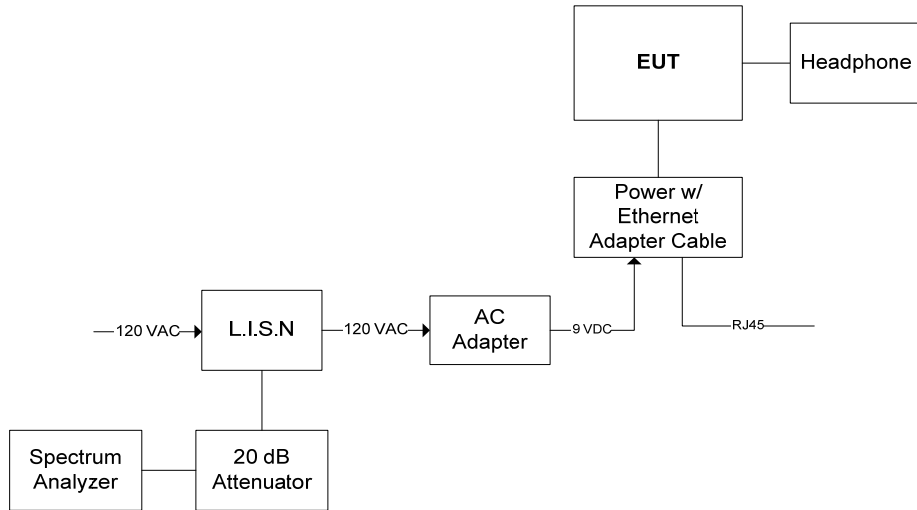 EUT
Headphone
Power w/
Ethernet
Adapter Cable
120 VAC
L.I.S.N
120 VAC
AC
Adapter
9 VDC
RJ45
Spectrum
Analyzer
20 dB
Attenuator